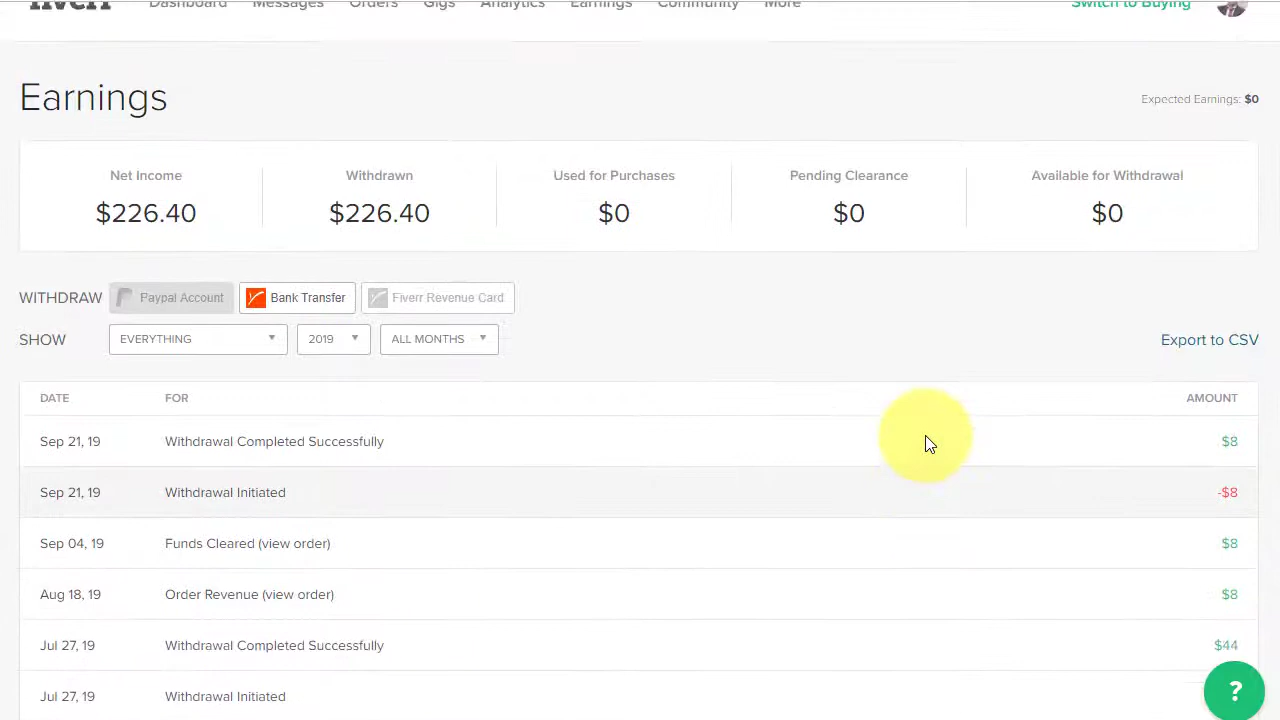 fiverr Dashboard Messages Orders Gigs Analytics Earnings Community More Switch to Buying
Earnings
Expected Earnings: $0
Net Income Withdrawn Used for Purchases Pending Clearance Available for Withdrawal
$226.40 $226.40 $0 $0 $0
WITHDRAW Paypal Account Bank Transfer Fiverr Revenue Card
SHOW EVERYTHING 2019 ALL MONTHS Export to CSV
DATE FOR AMOUNT
Sep 21, 19 Withdrawal Completed Successfully $8
Sep 21, 19 Withdrawal Initiated -$8
Sep 04, 19 Funds Cleared (view order) $8
Aug 18, 19 Order Revenue (view order) $8
Jul 27, 19 Withdrawal Completed Successfully $44
Jul 27, 19 Withdrawal Initiated
?